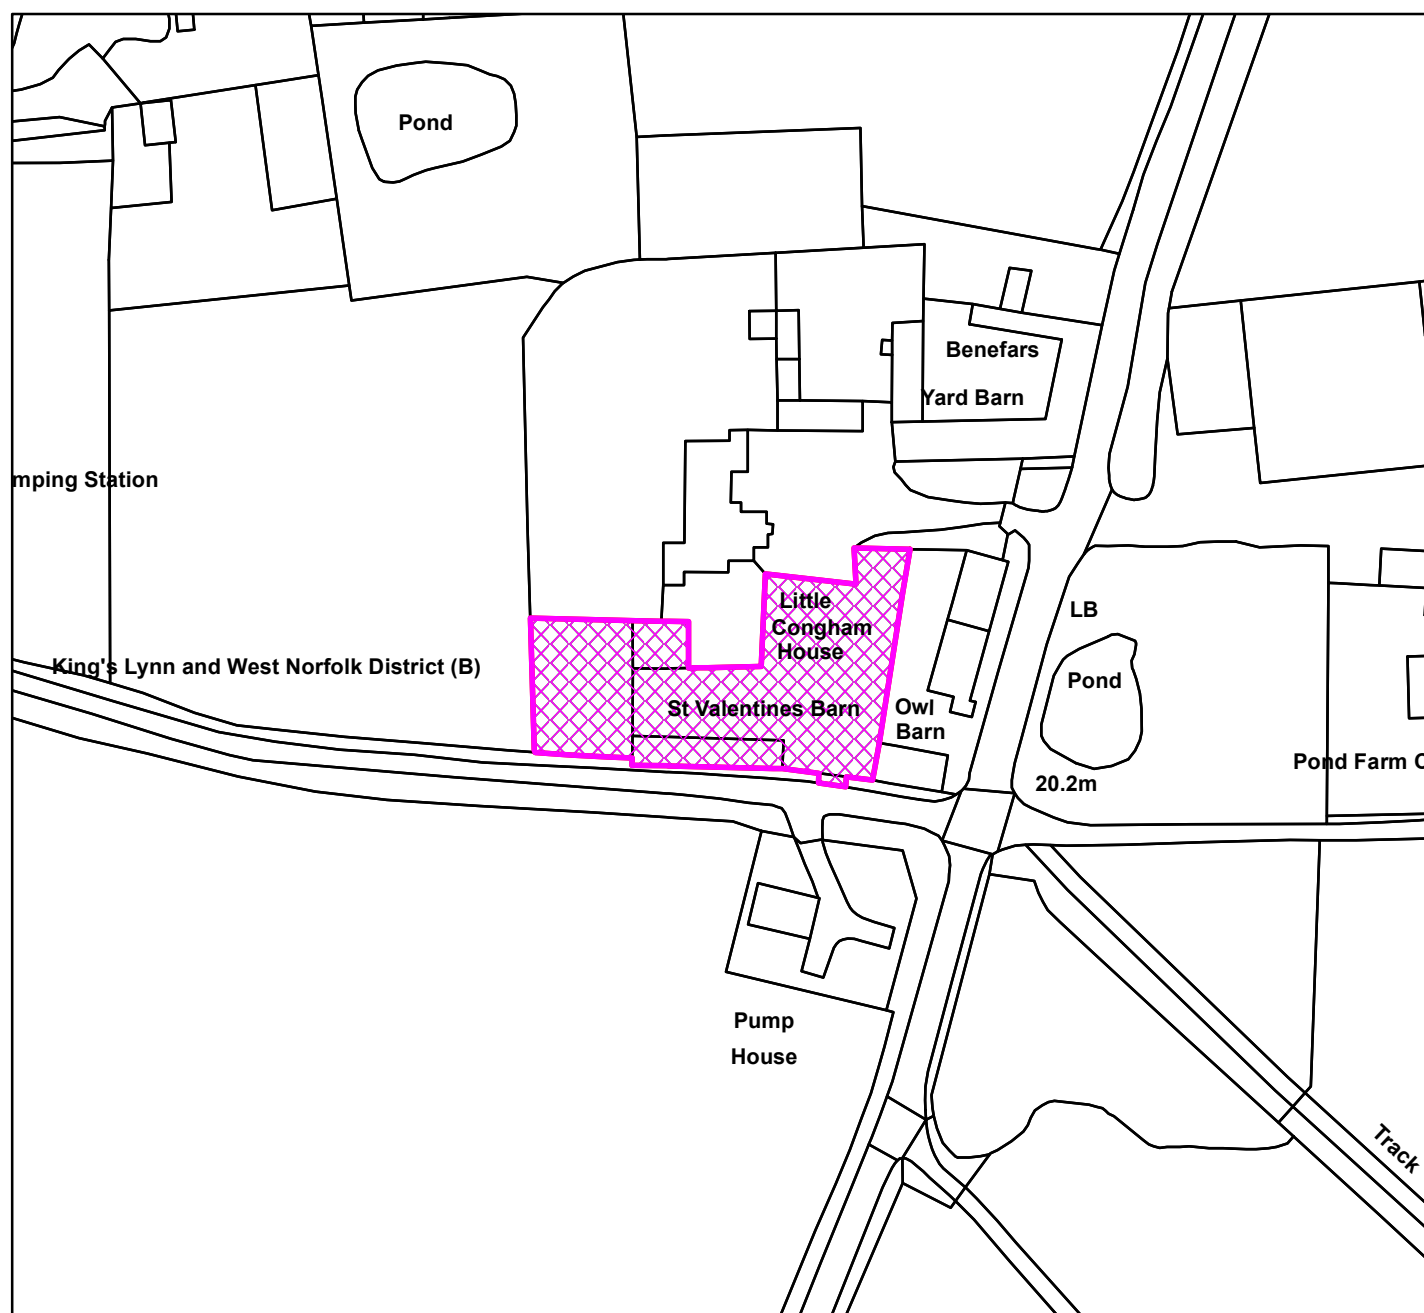 Pond
Benefars
Yard Barn
mping Station
Little
Congham
House
LB
King's Lynn and West Norfolk District (B)
Pond
St Valentines Barn
Owl
Barn
20.2m
Pond Farm C
Pump
House
Track